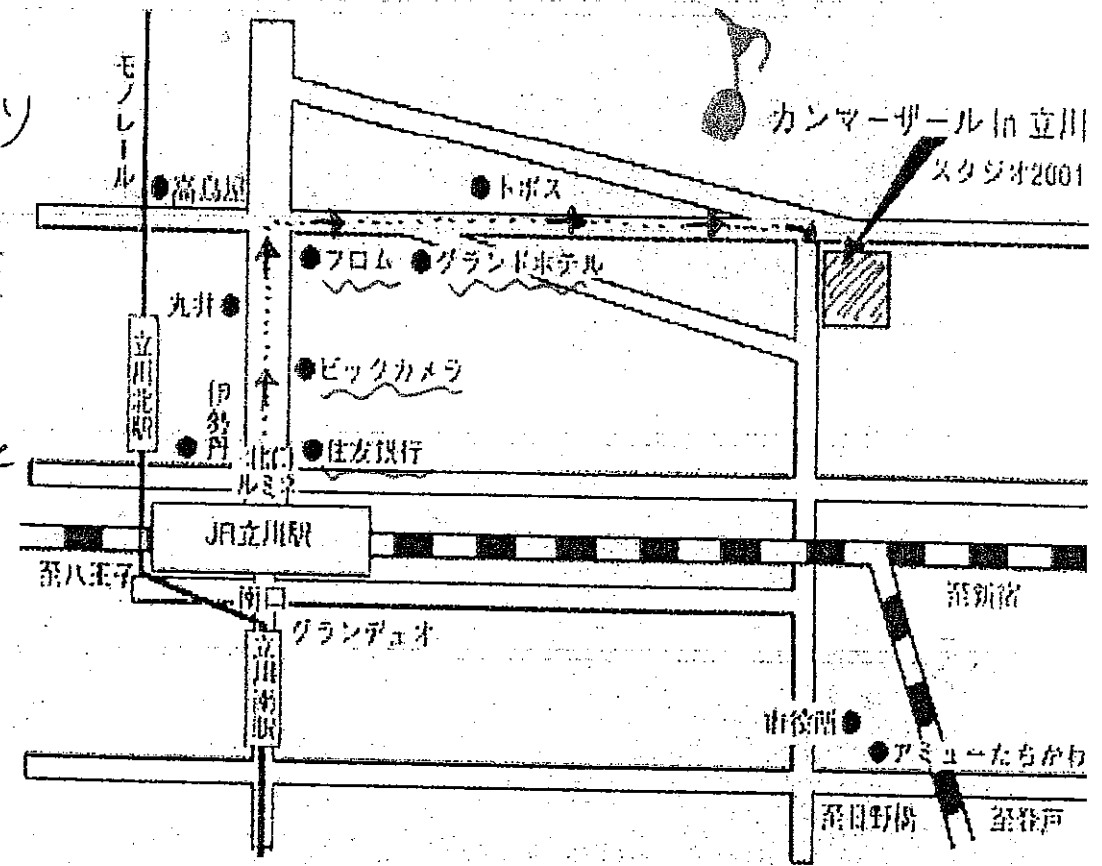 モノレール
カンマーザール in 立川
スタジオ2001
高島屋
トポス
フロム
グランドホテル
丸井
立川北駅
ビックカメラ
伊勢丹
北口
住友銀行
ルミネ
JR立川駅
至八王子
至新宿
南口
グランデュオ
立川南駅
市役所
アミューたちかわ
至日野橋
至登戸